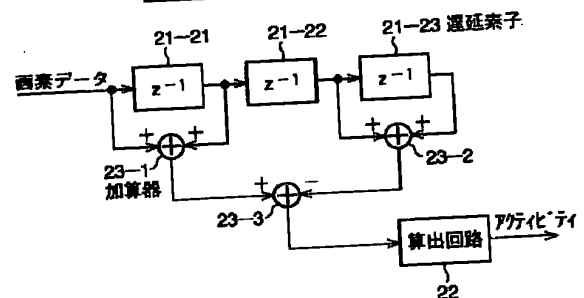 21—21
21—22
21—23 遅延素子
画素データ
z−1
z−1
z−1
+
+
+
+
23—1
加算器
23—2
+
−
23—3
算出回路
アクティビティ
22